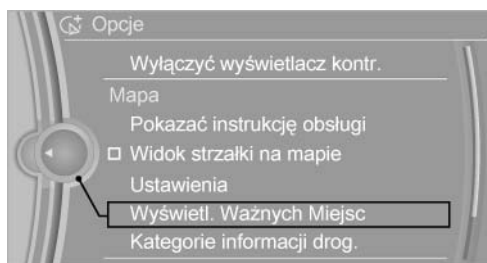 Opcje
Wyłączyć wyświetlacz kontr.
Mapa
Pokazać instrukcję obsługi
Widok strzałki na mapie
Ustawienia
Wyświetl. Ważnych Miejsc
Kategorie informacji drog.